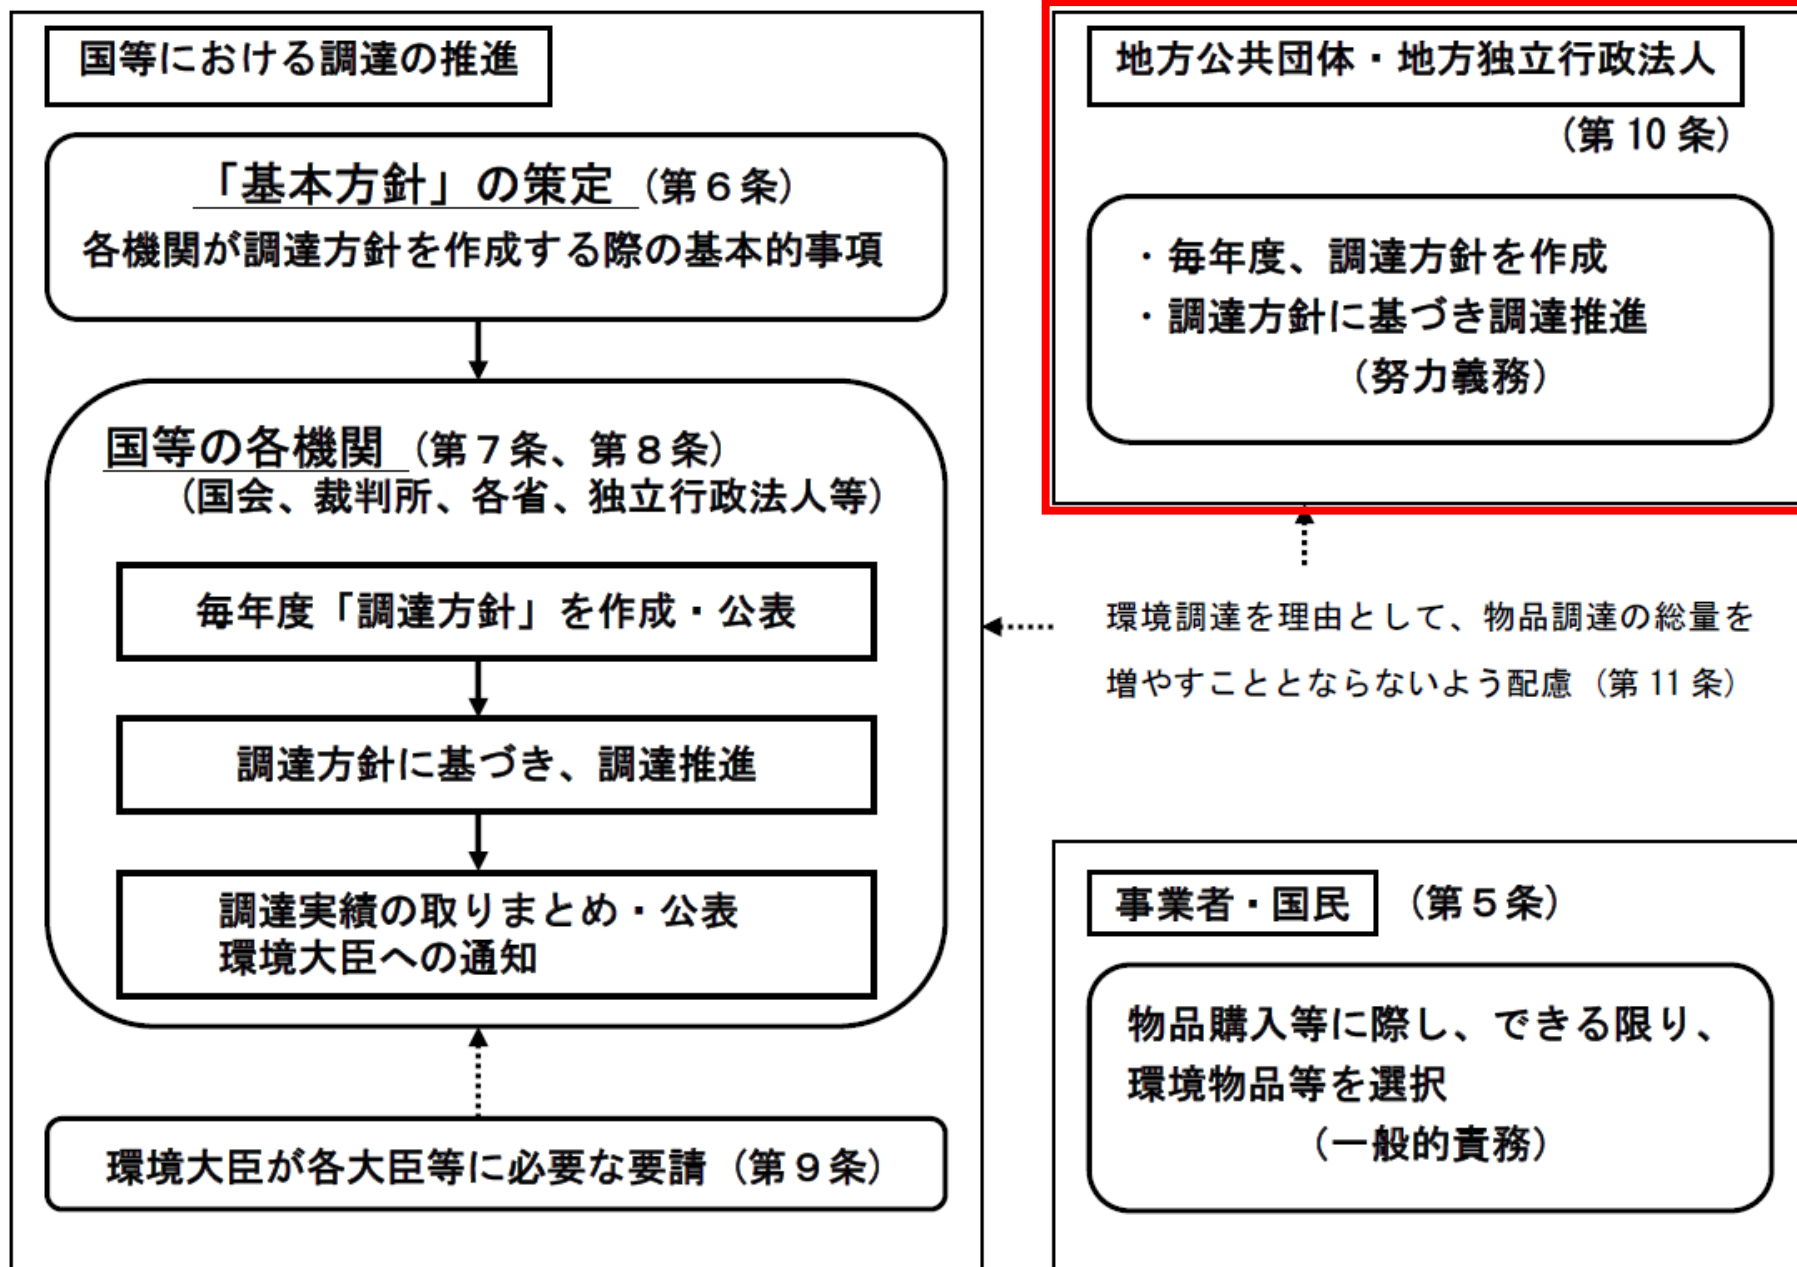 国等における調達の推進
「基本方針」の策定（第６条）
各機関が調達方針を作成する際の基本的事項
国等の各機関（第７条、第８条）
（国会、裁判所、各省、独立行政法人等）
毎年度「調達方針」を作成・公表
調達方針に基づき、調達推進
調達実績の取りまとめ・公表
環境大臣への通知
環境大臣が各大臣等に必要な要請（第９条）
地方公共団体・地方独立行政法人
（第 10 条）
・毎年度、調達方針を作成
・調達方針に基づき調達推進
（努力義務）
環境調達を理由として、物品調達の総量を
増やすこととならないよう配慮（第 11 条）
事業者・国民（第５条）
物品購入等に際し、できる限り、
環境物品等を選択
（一般的責務）